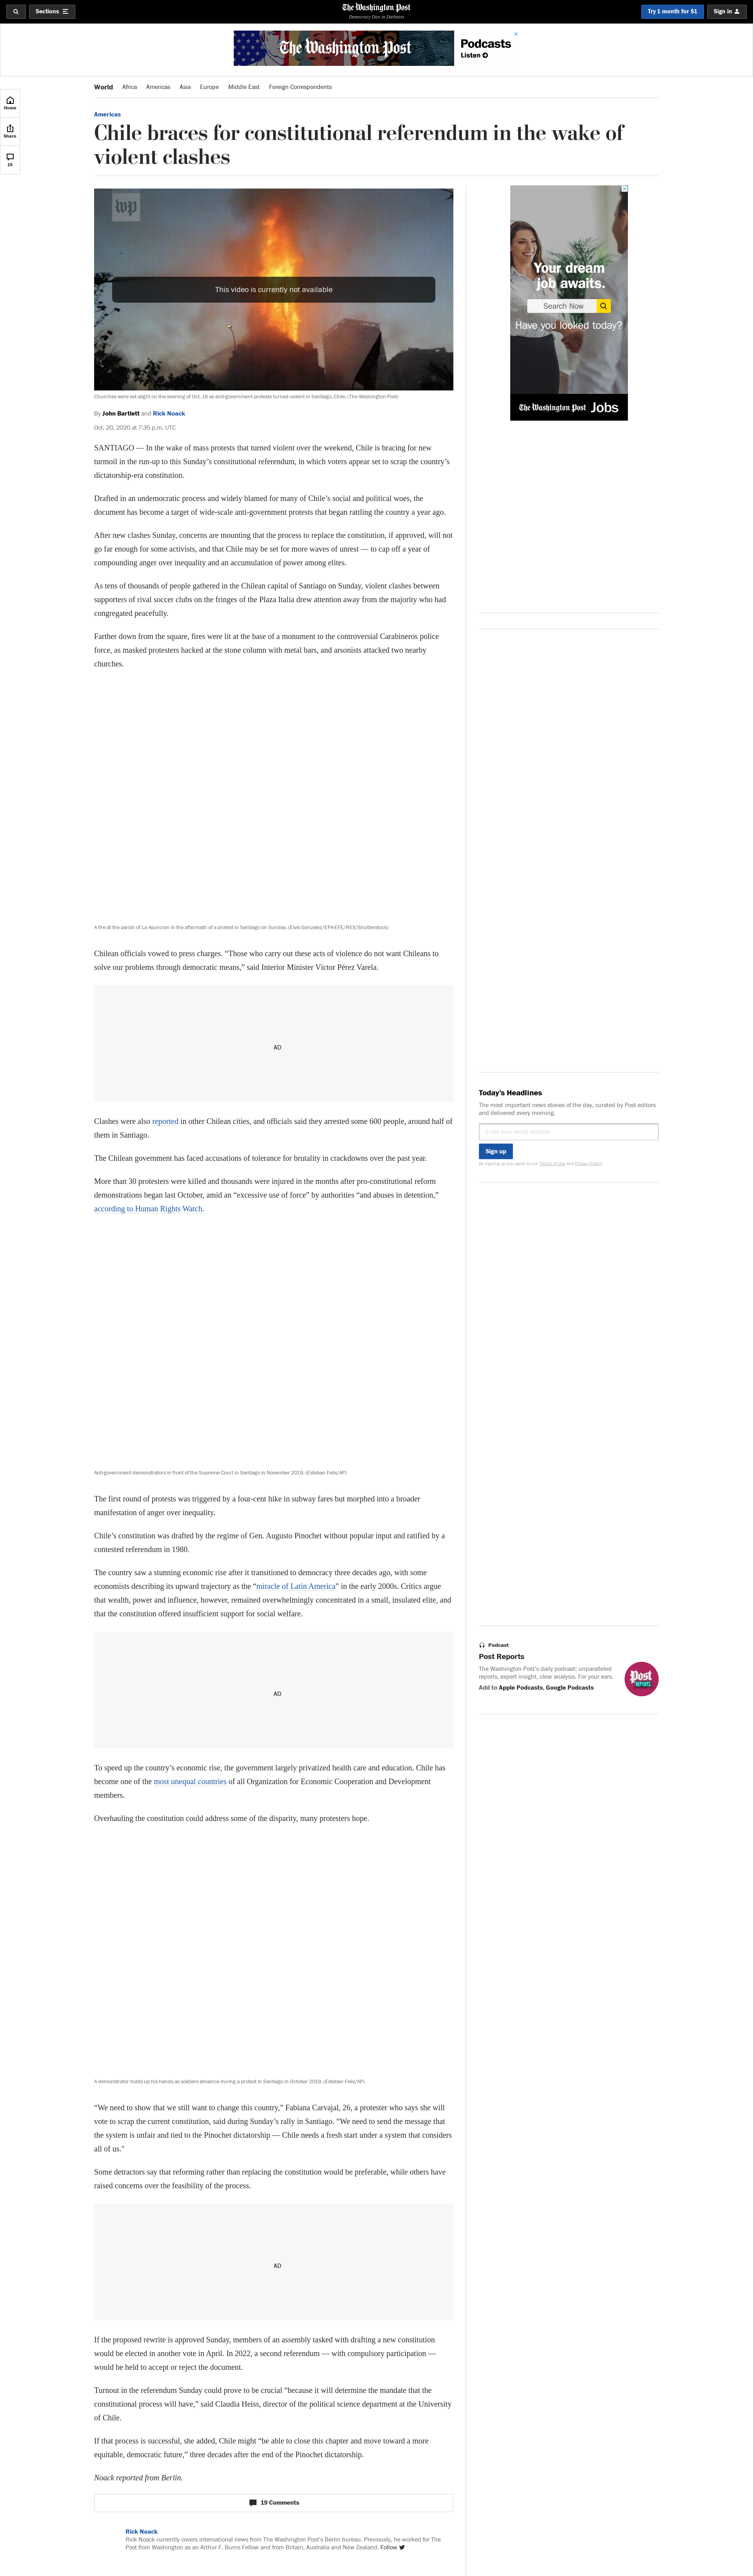 Sections
The Washington Post
Democracy Dies in Darkness
Try 1 month for $1
Sign in
The Washington Post
Podcasts
Listen
Home
Share
19
World
Africa
Americas
Asia
Europe
Middle East
Foreign Correspondents
Americas
Chile braces for constitutional referendum in the wake of
violent clashes
wp
This video is currently not available
Churches were set alight on the evening of Oct. 18 as anti-government protests turned violent in Santiago, Chile. (The Washington Post)
By John Bartlett and Rick Noack
Oct. 20, 2020 at 7:35 p.m. UTC
SANTIAGO — In the wake of mass protests that turned violent over the weekend, Chile is bracing for new
turmoil in the run-up to this Sunday’s constitutional referendum, in which voters appear set to scrap the country’s
dictatorship-era constitution.
Drafted in an undemocratic process and widely blamed for many of Chile’s social and political woes, the
document has become a target of wide-scale anti-government protests that began rattling the country a year ago.
After new clashes Sunday, concerns are mounting that the process to replace the constitution, if approved, will not
go far enough for some activists, and that Chile may be set for more waves of unrest — to cap off a year of
compounding anger over inequality and an accumulation of power among elites.
As tens of thousands of people gathered in the Chilean capital of Santiago on Sunday, violent clashes between
supporters of rival soccer clubs on the fringes of the Plaza Italia drew attention away from the majority who had
congregated peacefully.
Farther down from the square, fires were lit at the base of a monument to the controversial Carabineros police
force, as masked protesters hacked at the stone column with metal bars, and arsonists attacked two nearby
churches.
A fire at the parish of La Asuncion in the aftermath of a protest in Santiago on Sunday. (Elvis Gonzalez/EPA-EFE/REX/Shutterstock)
Chilean officials vowed to press charges. “Those who carry out these acts of violence do not want Chileans to
solve our problems through democratic means,” said Interior Minister Víctor Pérez Varela.
AD
Clashes were also reported in other Chilean cities, and officials said they arrested some 600 people, around half of
them in Santiago.
The Chilean government has faced accusations of tolerance for brutality in crackdowns over the past year.
More than 30 protesters were killed and thousands were injured in the months after pro-constitutional reform
demonstrations began last October, amid an “excessive use of force” by authorities “and abuses in detention,”
according to Human Rights Watch.
Anti-government demonstrators in front of the Supreme Court in Santiago in November 2019. (Esteban Felix/AP)
The first round of protests was triggered by a four-cent hike in subway fares but morphed into a broader
manifestation of anger over inequality.
Chile’s constitution was drafted by the regime of Gen. Augusto Pinochet without popular input and ratified by a
contested referendum in 1980.
The country saw a stunning economic rise after it transitioned to democracy three decades ago, with some
economists describing its upward trajectory as the “miracle of Latin America” in the early 2000s. Critics argue
that wealth, power and influence, however, remained overwhelmingly concentrated in a small, insulated elite, and
that the constitution offered insufficient support for social welfare.
AD
To speed up the country’s economic rise, the government largely privatized health care and education. Chile has
become one of the most unequal countries of all Organization for Economic Cooperation and Development
members.
Overhauling the constitution could address some of the disparity, many protesters hope.
A demonstrator holds up his hands as soldiers advance during a protest in Santiago in October 2019. (Esteban Felix/AP)
“We need to show that we still want to change this country,” Fabiana Carvajal, 26, a protester who says she will
vote to scrap the current constitution, said during Sunday’s rally in Santiago. “We need to send the message that
the system is unfair and tied to the Pinochet dictatorship — Chile needs a fresh start under a system that considers
all of us."
Some detractors say that reforming rather than replacing the constitution would be preferable, while others have
raised concerns over the feasibility of the process.
AD
If the proposed rewrite is approved Sunday, members of an assembly tasked with drafting a new constitution
would be elected in another vote in April. In 2022, a second referendum — with compulsory participation —
would be held to accept or reject the document.
Turnout in the referendum Sunday could prove to be crucial “because it will determine the mandate that the
constitutional process will have,” said Claudia Heiss, director of the political science department at the University
of Chile.
If that process is successful, she added, Chile might “be able to close this chapter and move toward a more
equitable, democratic future,” three decades after the end of the Pinochet dictatorship.
Noack reported from Berlin.
19 Comments
Rick Noack
Rick Noack currently covers international news from The Washington Post’s Berlin bureau. Previously, he worked for The
Post from Washington as an Arthur F. Burns Fellow and from Britain, Australia and New Zealand. Follow
Your dream
job awaits.
Search Now
Have you looked today?
The Washington Post Jobs
Today’s Headlines
The most important news stories of the day, curated by Post editors
and delivered every morning.
Enter your email address
Sign up
By signing up you agree to our Terms of Use and Privacy Policy
Podcast
Post Reports
The Washington Post’s daily podcast: unparalleled
reports, expert insight, clear analysis. For your ears.
Add to Apple Podcasts, Google Podcasts
Post
REPORTS